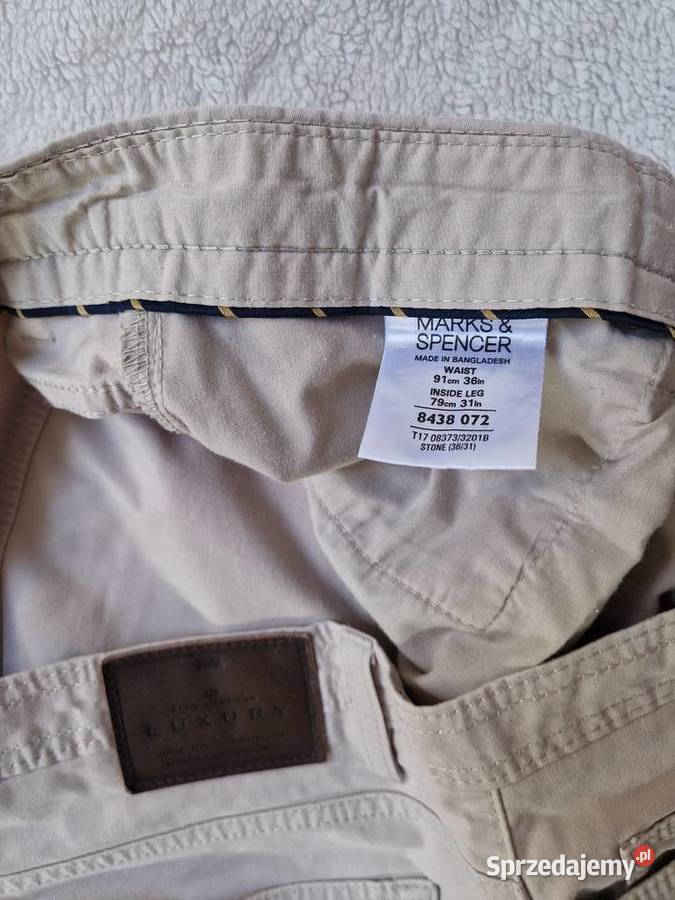 MARKS &
SPENCER
MADE IN BANGLADESH
WAIST
91cm 36in
INSIDE LEG
79cm 31in
8438 072
T17 08373/3201B
STONE (36/31)
LUXURY
Sprzedajemy.pl